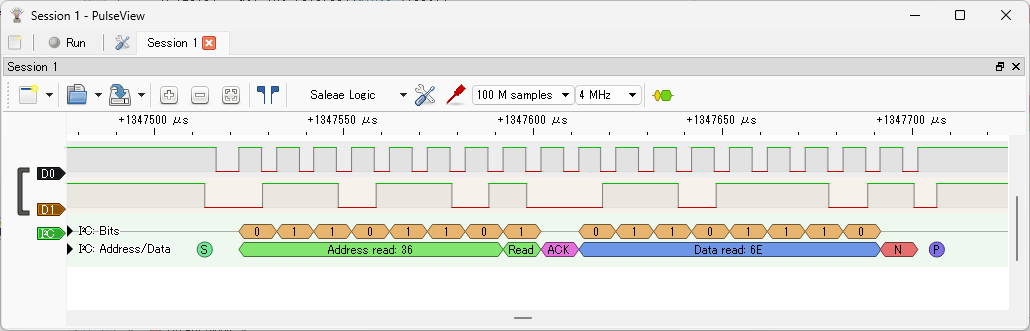 Session 1 - PulseView
Run
Session 1
Session 1
Saleae Logic
100 M samples
4 MHz
+1347500 μs
+1347550 μs
+1347600 μs
+1347650 μs
+1347700 μs
D0
D1
I²C
I²C: Bits
0 1 1 0 1 1 0 1 0 1 1 0 1 1 1 0
I²C: Address/Data
S
Address read: 36
Read
ACK
Data read: 6E
N
P